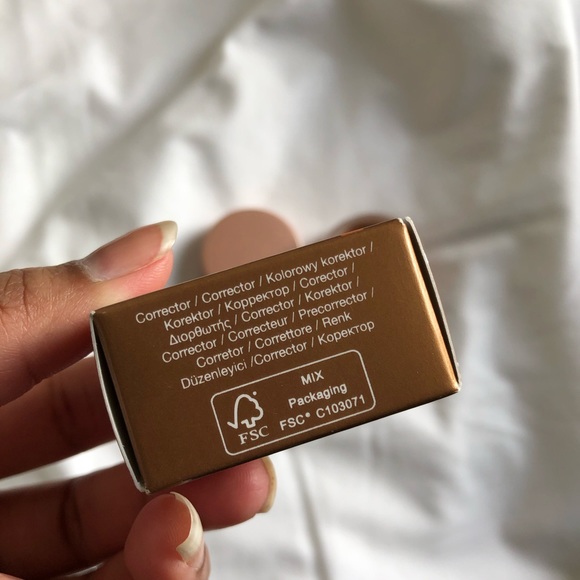 Corrector / Corrector / Kolorowy korektor /
Korektor / Корректор / Corector /
Διορθωτής / Corrector / Korektor /
Corrector / Correcteur / Precorrector /
Corretor / Correttore / Renk
Düzenleyici /Corrector / Коректор
MIX
Packaging
FSC® C103071
FSC